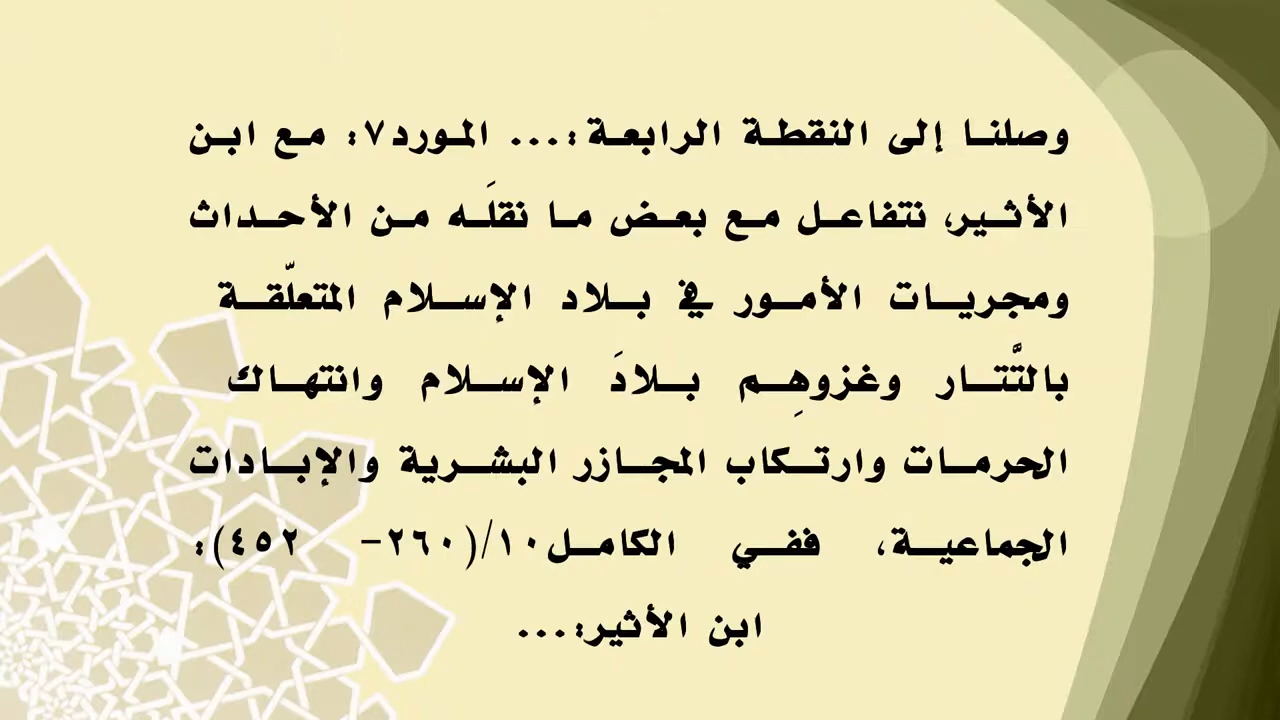 وصلنا إلى النقطة الرابعة:... المورد٧: مع ابن
الأثير، نتفاعل مع بعض ما نقلَه من الأحداث
ومجريات الأمور في بلاد الإسلام المتعلّقة
بالتَّتار وغزوهِم بلادَ الإسلام وانتهاك
الحرمات وارتكاب المجازر البشرية والإبادات
الجماعية، ففي الكامل١٠/(٢٦٠- ٤٥٢):
ابن الأثير:...